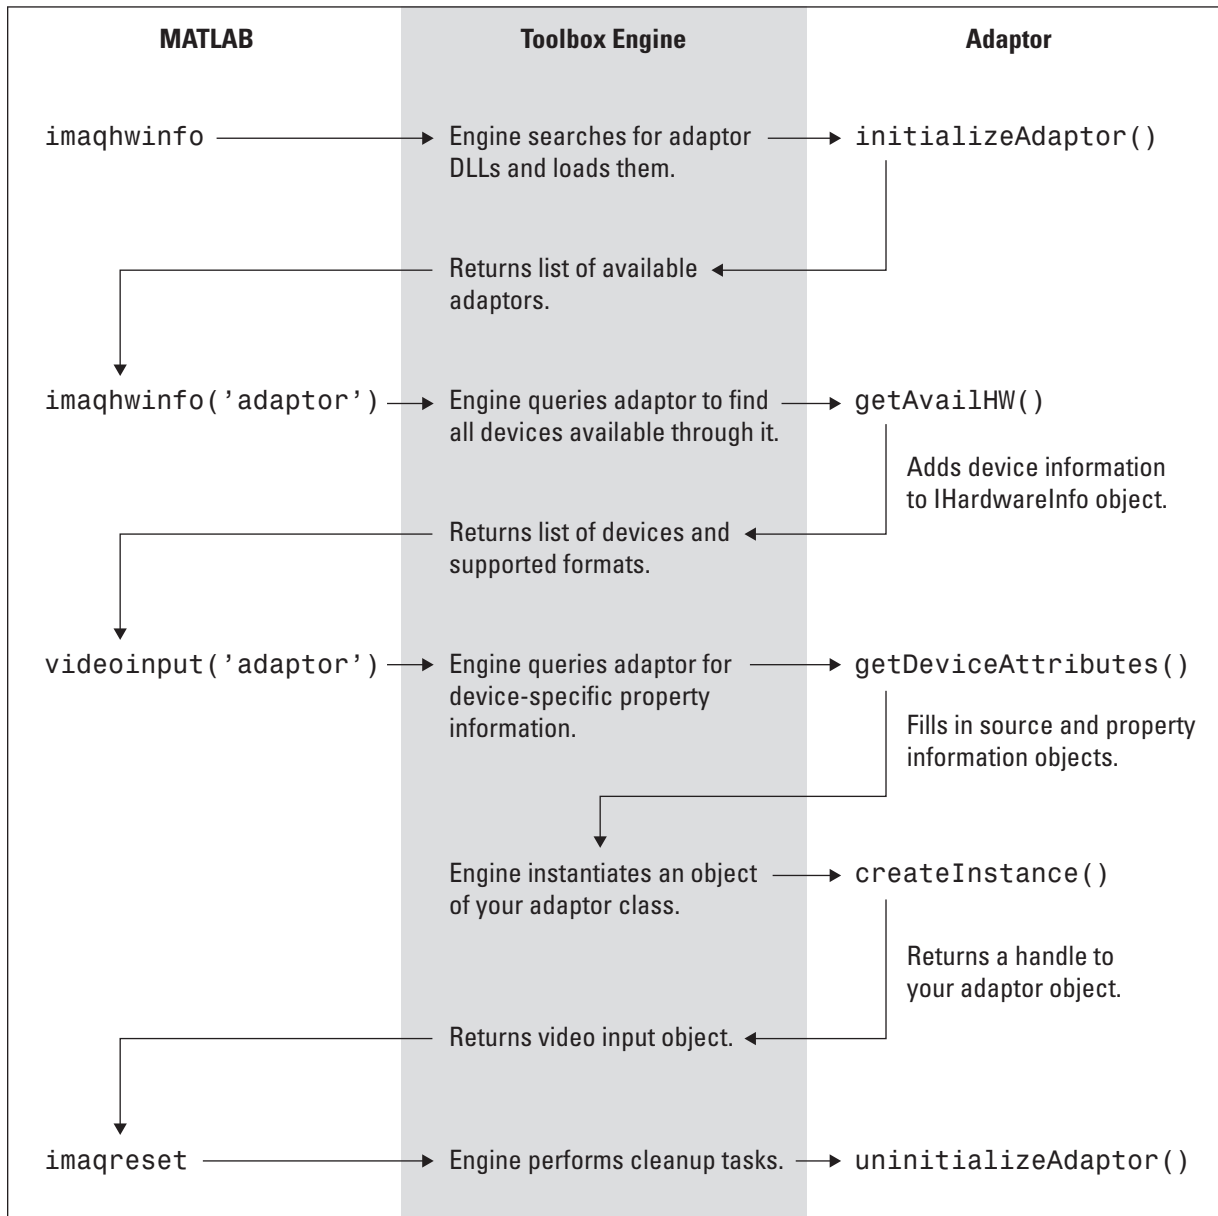 MATLAB
Toolbox Engine
Adaptor
imaqhwinfo
Engine searches for adaptor
DLLs and loads them.
initializeAdaptor()
Returns list of available
adaptors.
imaqhwinfo('adaptor')
Engine queries adaptor to find
all devices available through it.
getAvailHW()
Adds device information
to IHardwareInfo object.
Returns list of devices and
supported formats.
videoinput('adaptor')
Engine queries adaptor for
device-specific property
information.
getDeviceAttributes()
Fills in source and property
information objects.
Engine instantiates an object
of your adaptor class.
createInstance()
Returns a handle to
your adaptor object.
Returns video input object.
imaqreset
Engine performs cleanup tasks.
uninitializeAdaptor()